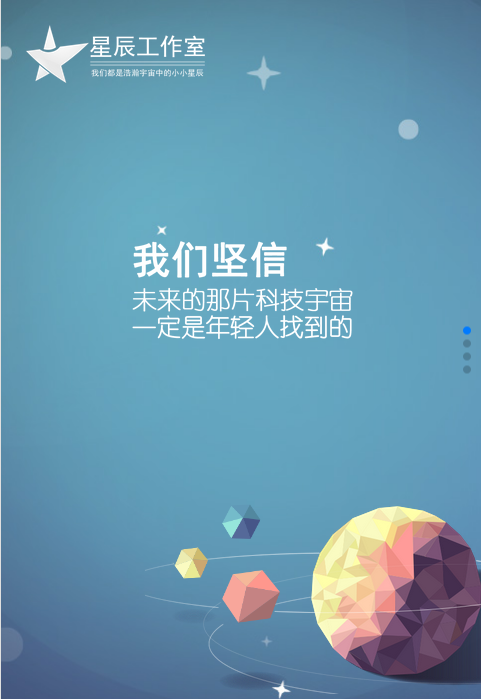 星辰工作室
我们都是浩瀚宇宙中的小小星辰
我们坚信
未来的那片科技宇宙
一定是年轻人找到的